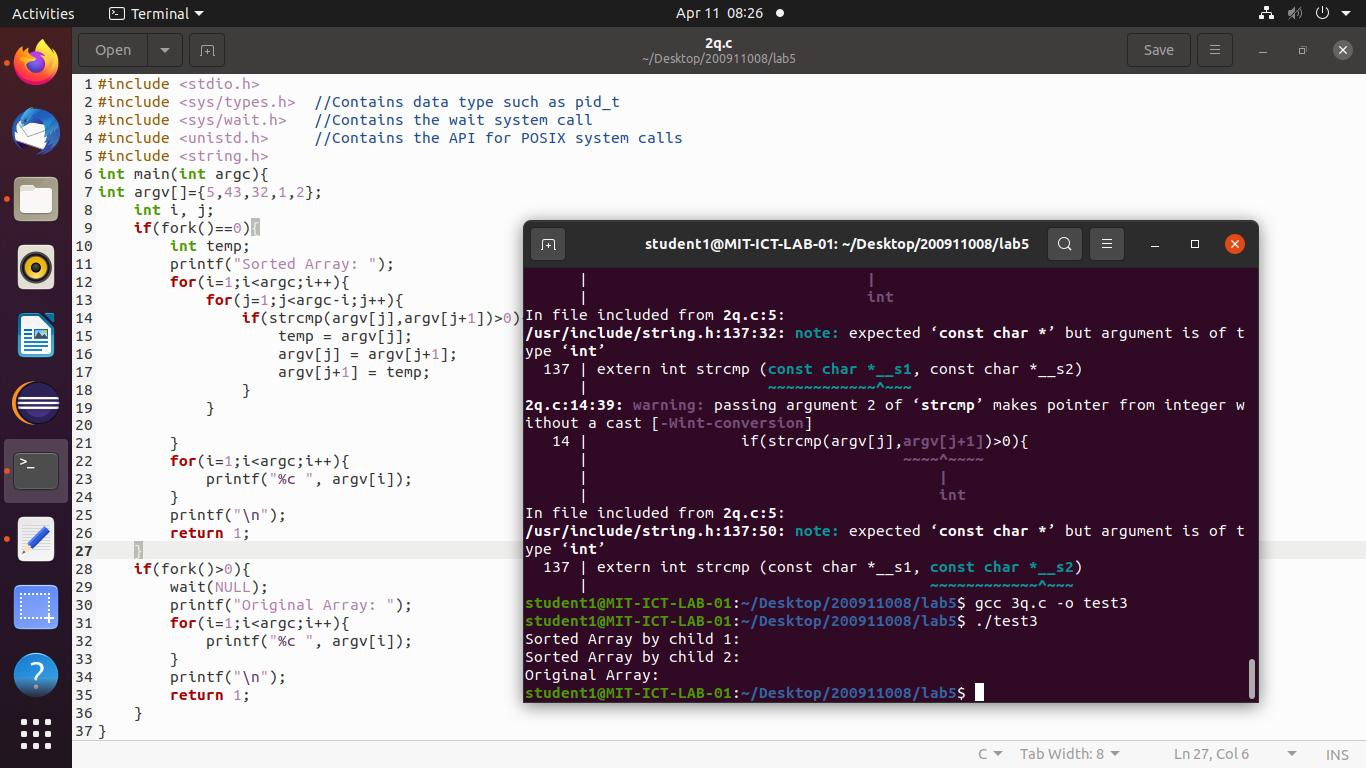 Activities Terminal Apr 11 08:26
Open 2q.c Save
~/Desktop/200911008/lab5
1 #include <stdio.h>
2 #include <sys/types.h>  //Contains data type such as pid_t
3 #include <sys/wait.h>   //Contains the wait system call
4 #include <unistd.h>     //Contains the API for POSIX system calls
5 #include <string.h>
6 int main(int argc){
7 int argv[]={5,43,32,1,2};
8     int i, j;
9     if(fork()==0){
10         int temp;
11         printf("Sorted Array: ");
12         for(i=1;i<argc;i++){
13             for(j=1;j<argc-i;j++){
14                 if(strcmp(argv[j],argv[j+1])>0)
15                     temp = argv[j];
16                     argv[j] = argv[j+1];
17                     argv[j+1] = temp;
18                 }
19             }
20
21         }
22         for(i=1;i<argc;i++){
23             printf("%c ", argv[i]);
24         }
25         printf("\n");
26         return 1;
27     }
28     if(fork()>0){
29         wait(NULL);
30         printf("Original Array: ");
31         for(i=1;i<argc;i++){
32             printf("%c ", argv[i]);
33         }
34         printf("\n");
35         return 1;
36     }
37 }
student1@MIT-ICT-LAB-01: ~/Desktop/200911008/lab5
|                               |
|                               int
In file included from 2q.c:5:
/usr/include/string.h:137:32: note: expected ‘const char *’ but argument is of t
ype ‘int’
  137 | extern int strcmp (const char *__s1, const char *__s2)
      |                    ~~~~~~~~~~~~^~~~
2q.c:14:39: warning: passing argument 2 of ‘strcmp’ makes pointer from integer w
ithout a cast [-Wint-conversion]
   14 |                 if(strcmp(argv[j],argv[j+1])>0){
      |                                   ~~~~^~~~~
      |                                       |
      |                                       int
In file included from 2q.c:5:
/usr/include/string.h:137:50: note: expected ‘const char *’ but argument is of t
ype ‘int’
  137 | extern int strcmp (const char *__s1, const char *__s2)
      |                                      ~~~~~~~~~~~~^~~~
student1@MIT-ICT-LAB-01:~/Desktop/200911008/lab5$ gcc 3q.c -o test3
student1@MIT-ICT-LAB-01:~/Desktop/200911008/lab5$ ./test3
Sorted Array by child 1:
Sorted Array by child 2:
Original Array:
student1@MIT-ICT-LAB-01:~/Desktop/200911008/lab5$
C Tab Width: 8 Ln 27, Col 6 INS